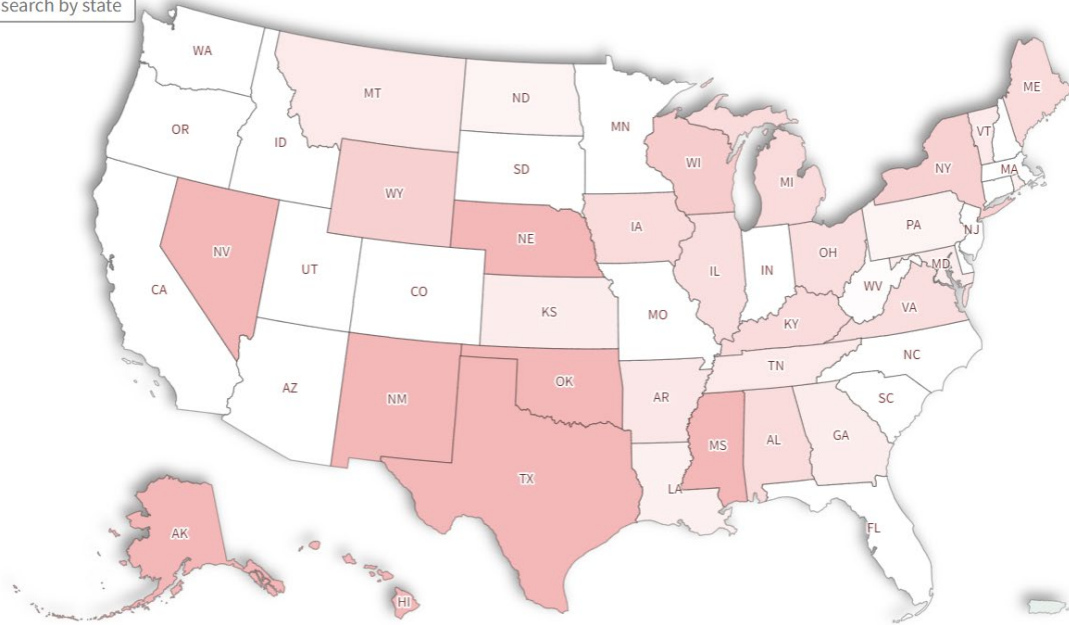 search by state
WA
ME
MT
ND
OR
MN
VT
ID
WI
NY
MA
SD
MI
WY
PA
IA
NJ
NE
NV
OH
MD
UT
IL
IN
CA
CO
WV
VA
KS
MO
KY
NC
TN
OK
AZ
AR
SC
NM
GA
AL
MS
TX
LA
FL
AK
HI